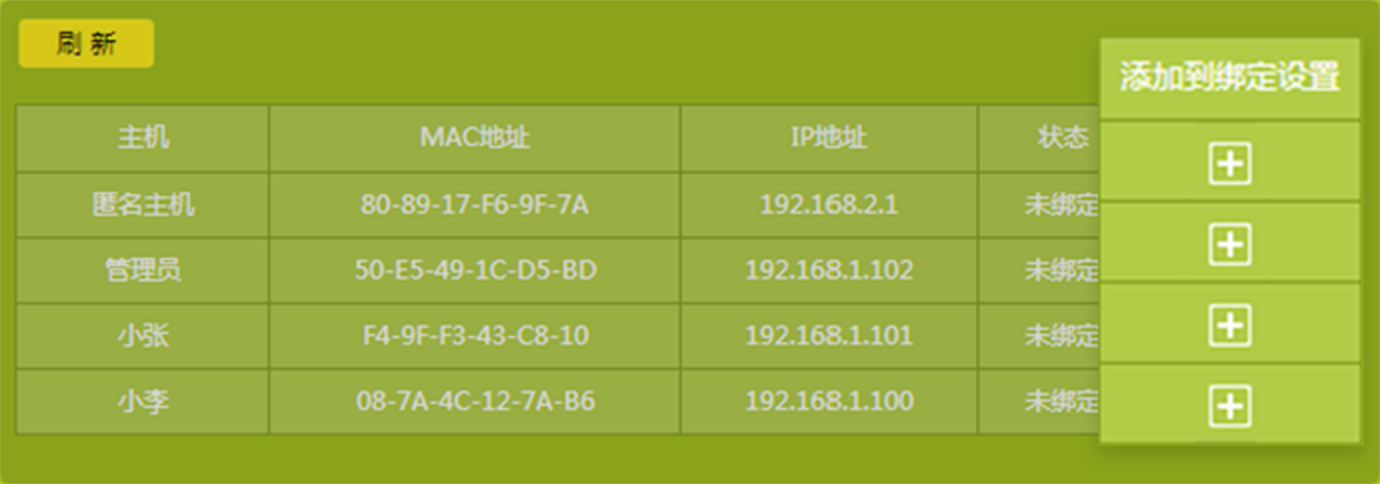 刷 新
添加到绑定设置
主机 MAC地址 IP地址 状态
匿名主机 80-89-17-F6-9F-7A 192.168.2.1 未绑定
管理员 50-E5-49-1C-D5-BD 192.168.1.102 未绑定
小张 F4-9F-F3-43-C8-10 192.168.1.101 未绑定
小李 08-7A-4C-12-7A-B6 192.168.1.100 未绑定